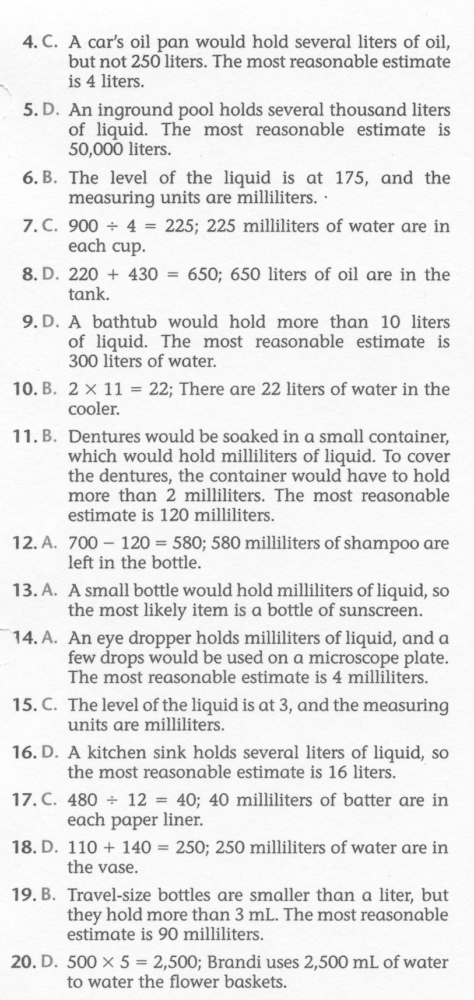 4. C. A car's oil pan would hold several liters of oil,
but not 250 liters. The most reasonable estimate
is 4 liters.
5. D. An inground pool holds several thousand liters
of liquid. The most reasonable estimate is
50,000 liters.
6. B. The level of the liquid is at 175, and the
measuring units are milliliters.
7. C. 900 ÷ 4 = 225; 225 milliliters of water are in
each cup.
8. D. 220 + 430 = 650; 650 liters of oil are in the
tank.
9. D. A bathtub would hold more than 10 liters
of liquid. The most reasonable estimate is
300 liters of water.
10. B. 2 × 11 = 22; There are 22 liters of water in the
cooler.
11. B. Dentures would be soaked in a small container,
which would hold milliliters of liquid. To cover
the dentures, the container would have to hold
more than 2 milliliters. The most reasonable
estimate is 120 milliliters.
12. A. 700 − 120 = 580; 580 milliliters of shampoo are
left in the bottle.
13. A. A small bottle would hold milliliters of liquid, so
the most likely item is a bottle of sunscreen.
14. A. An eye dropper holds milliliters of liquid, and a
few drops would be used on a microscope plate.
The most reasonable estimate is 4 milliliters.
15. C. The level of the liquid is at 3, and the measuring
units are milliliters.
16. D. A kitchen sink holds several liters of liquid, so
the most reasonable estimate is 16 liters.
17. C. 480 ÷ 12 = 40; 40 milliliters of batter are in
each paper liner.
18. D. 110 + 140 = 250; 250 milliliters of water are in
the vase.
19. B. Travel-size bottles are smaller than a liter, but
they hold more than 3 mL. The most reasonable
estimate is 90 milliliters.
20. D. 500 × 5 = 2,500; Brandi uses 2,500 mL of water
to water the flower baskets.